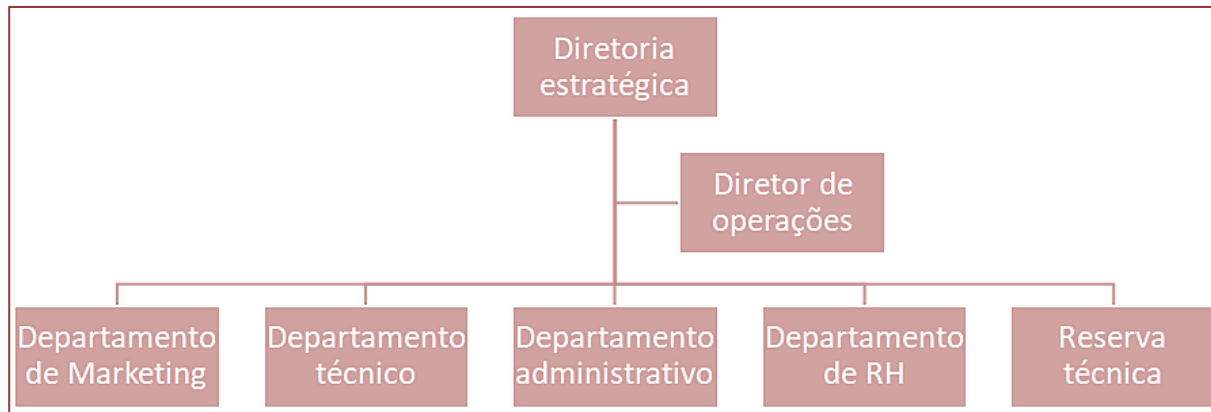 Diretoria
estratégica
Diretor de
operações
Departamento
de Marketing
Departamento
técnico
Departamento
administrativo
Departamento
de RH
Reserva
técnica